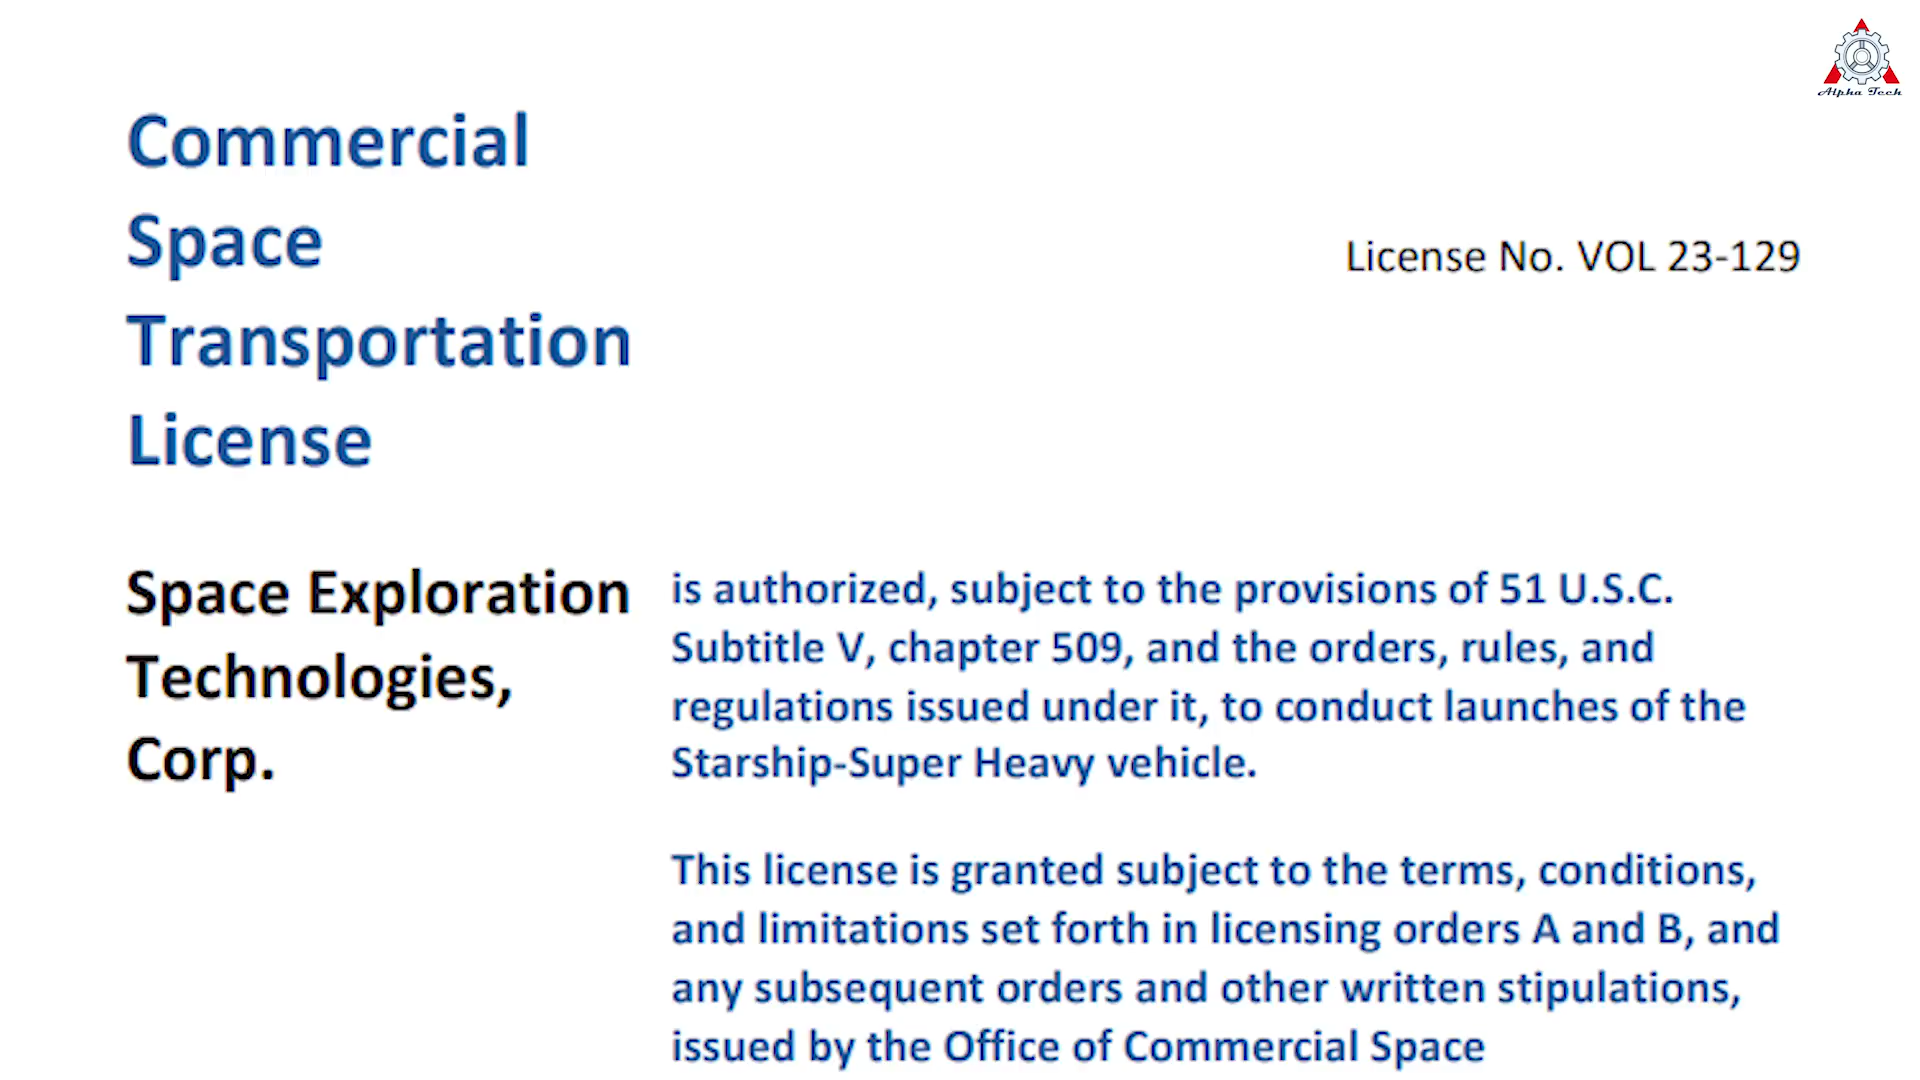 Alpha Tech
Commercial
Space
Transportation
License
License No. VOL 23-129
Space Exploration
Technologies,
Corp.
is authorized, subject to the provisions of 51 U.S.C.
Subtitle V, chapter 509, and the orders, rules, and
regulations issued under it, to conduct launches of the
Starship-Super Heavy vehicle.
This license is granted subject to the terms, conditions,
and limitations set forth in licensing orders A and B, and
any subsequent orders and other written stipulations,
issued by the Office of Commercial Space